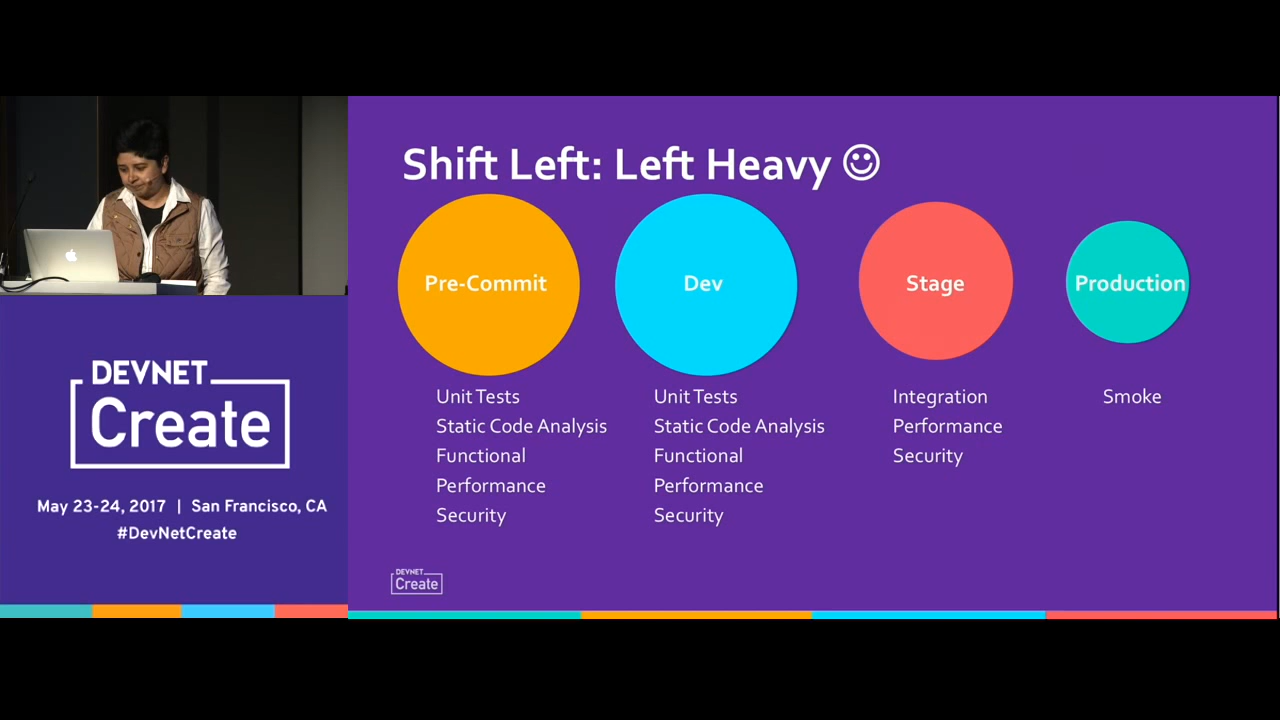 Shift Left: Left Heavy ☺
Pre-Commit
Unit Tests
Static Code Analysis
Functional
Performance
Security
Dev
Unit Tests
Static Code Analysis
Functional
Performance
Security
Stage
Integration
Performance
Security
Production
Smoke
DEVNET
Create
DEVNET
Create
May 23-24, 2017 | San Francisco, CA
#DevNetCreate